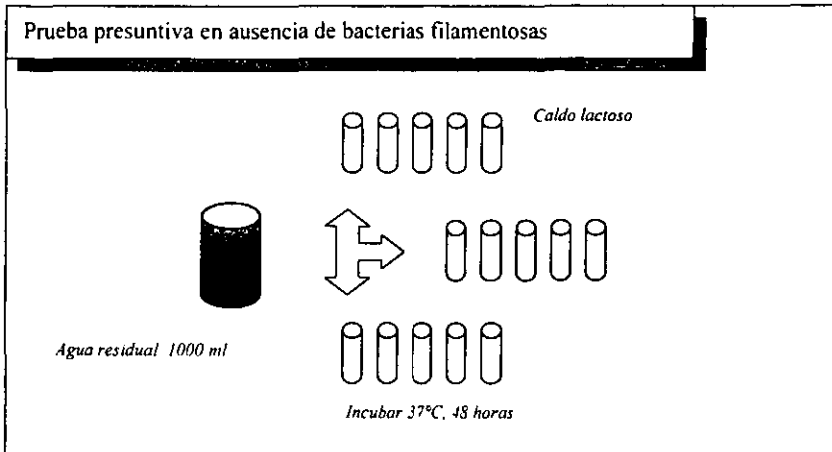 Prueba presuntiva en ausencia de bacterias filamentosas
Caldo lactoso
Agua residual 1000 ml
Incubar 37°C, 48 horas